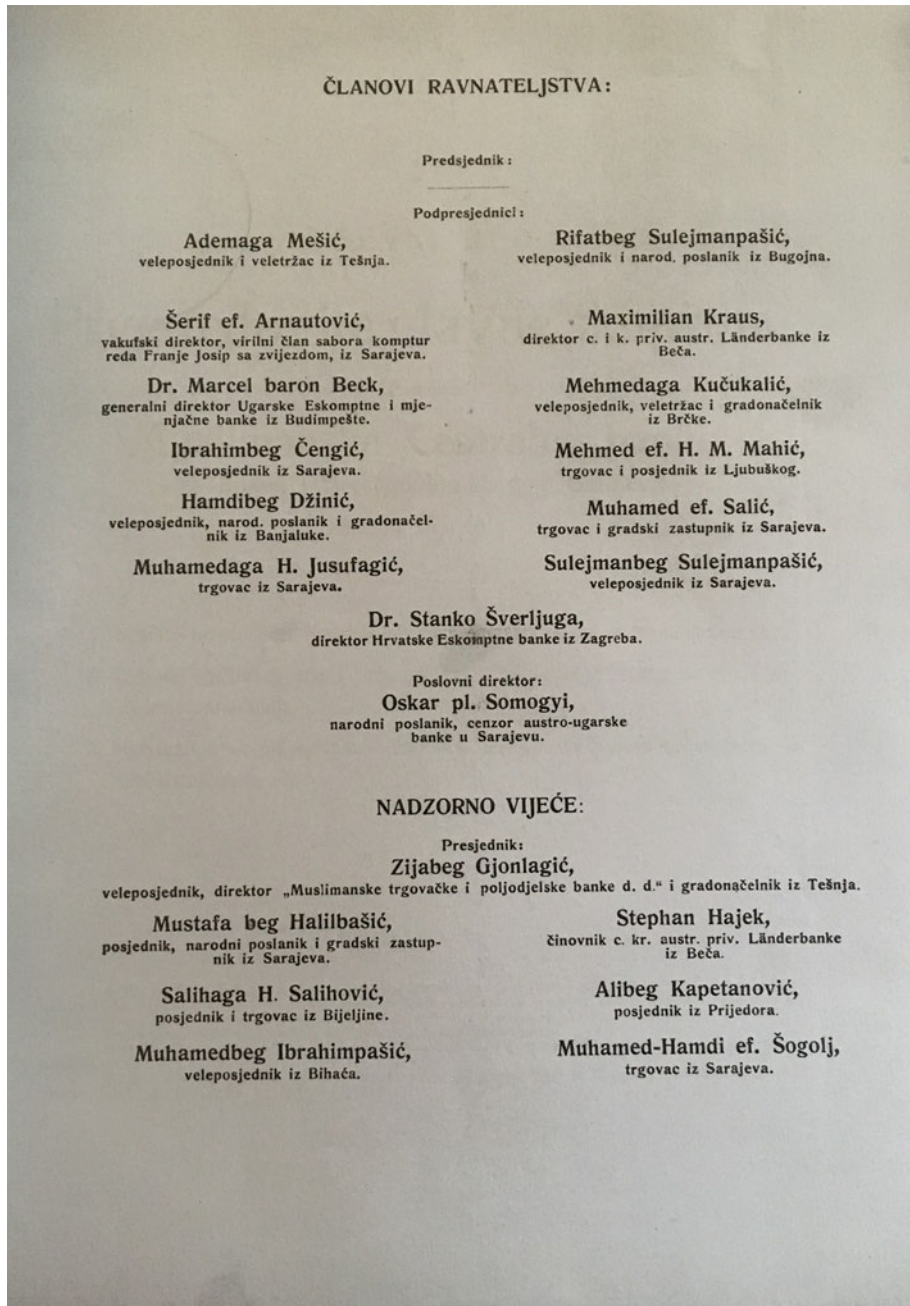 ČLANOVI RAVNATELJSTVA:
Predsjednik:
Podpresjednici:
Ademaga Mešić,
veleposjednik i veletržac iz Tešnja.
Rifatbeg Sulejmanpašić,
veleposjednik i narod. poslanik iz Bugojna.
Šerif ef. Arnautović,
vakufski direktor, virilni član sabora komptur
reda Franje Josip sa zvijezdom, iz Sarajeva.
Maximilian Kraus,
direktor c. i k. priv. austr. Länderbanke iz
Beča.
Dr. Marcel baron Beck,
generalni direktor Ugarske Eskomptne i mje-
njačne banke iz Budimpešte.
Mehmedaga Kučukalić,
veleposjednik, veletržac i gradonačelnik
iz Brčke.
Ibrahimbeg Čengić,
veleposjednik iz Sarajeva.
Mehmed ef. H. M. Mahić,
trgovac i posjednik iz Ljubuškog.
Hamdibeg Džinić,
veleposjednik, narod. poslanik i gradonačel-
nik iz Banjaluke.
Muhamed ef. Salić,
trgovac i gradski zastupnik iz Sarajeva.
Muhamedaga H. Jusufagić,
trgovac iz Sarajeva.
Sulejmanbeg Sulejmanpašić,
veleposjednik iz Sarajeva.
Dr. Stanko Šverljuga,
direktor Hrvatske Eskomptne banke iz Zagreba.
Poslovni direktor:
Oskar pl. Somogyi,
narodni poslanik, cenzor austro-ugarske
banke u Sarajevu.
NADZORNO VIJEĆE:
Presjednik:
Zijabeg Gjonlagić,
veleposjednik, direktor „Muslimanske trgovačke i poljodjelske banke d. d.“ i gradonačelnik iz Tešnja.
Mustafa beg Halilbašić,
posjednik, narodni poslanik i gradski zastup-
nik iz Sarajeva.
Stephan Hajek,
činovnik c. kr. austr. priv. Länderbanke
iz Beča.
Salihaga H. Salihović,
posjednik i trgovac iz Bijeljine.
Alibeg Kapetanović,
posjednik iz Prijedora.
Muhamedbeg Ibrahimpašić,
veleposjednik iz Bihaća.
Muhamed-Hamdi ef. Šogolj,
trgovac iz Sarajeva.